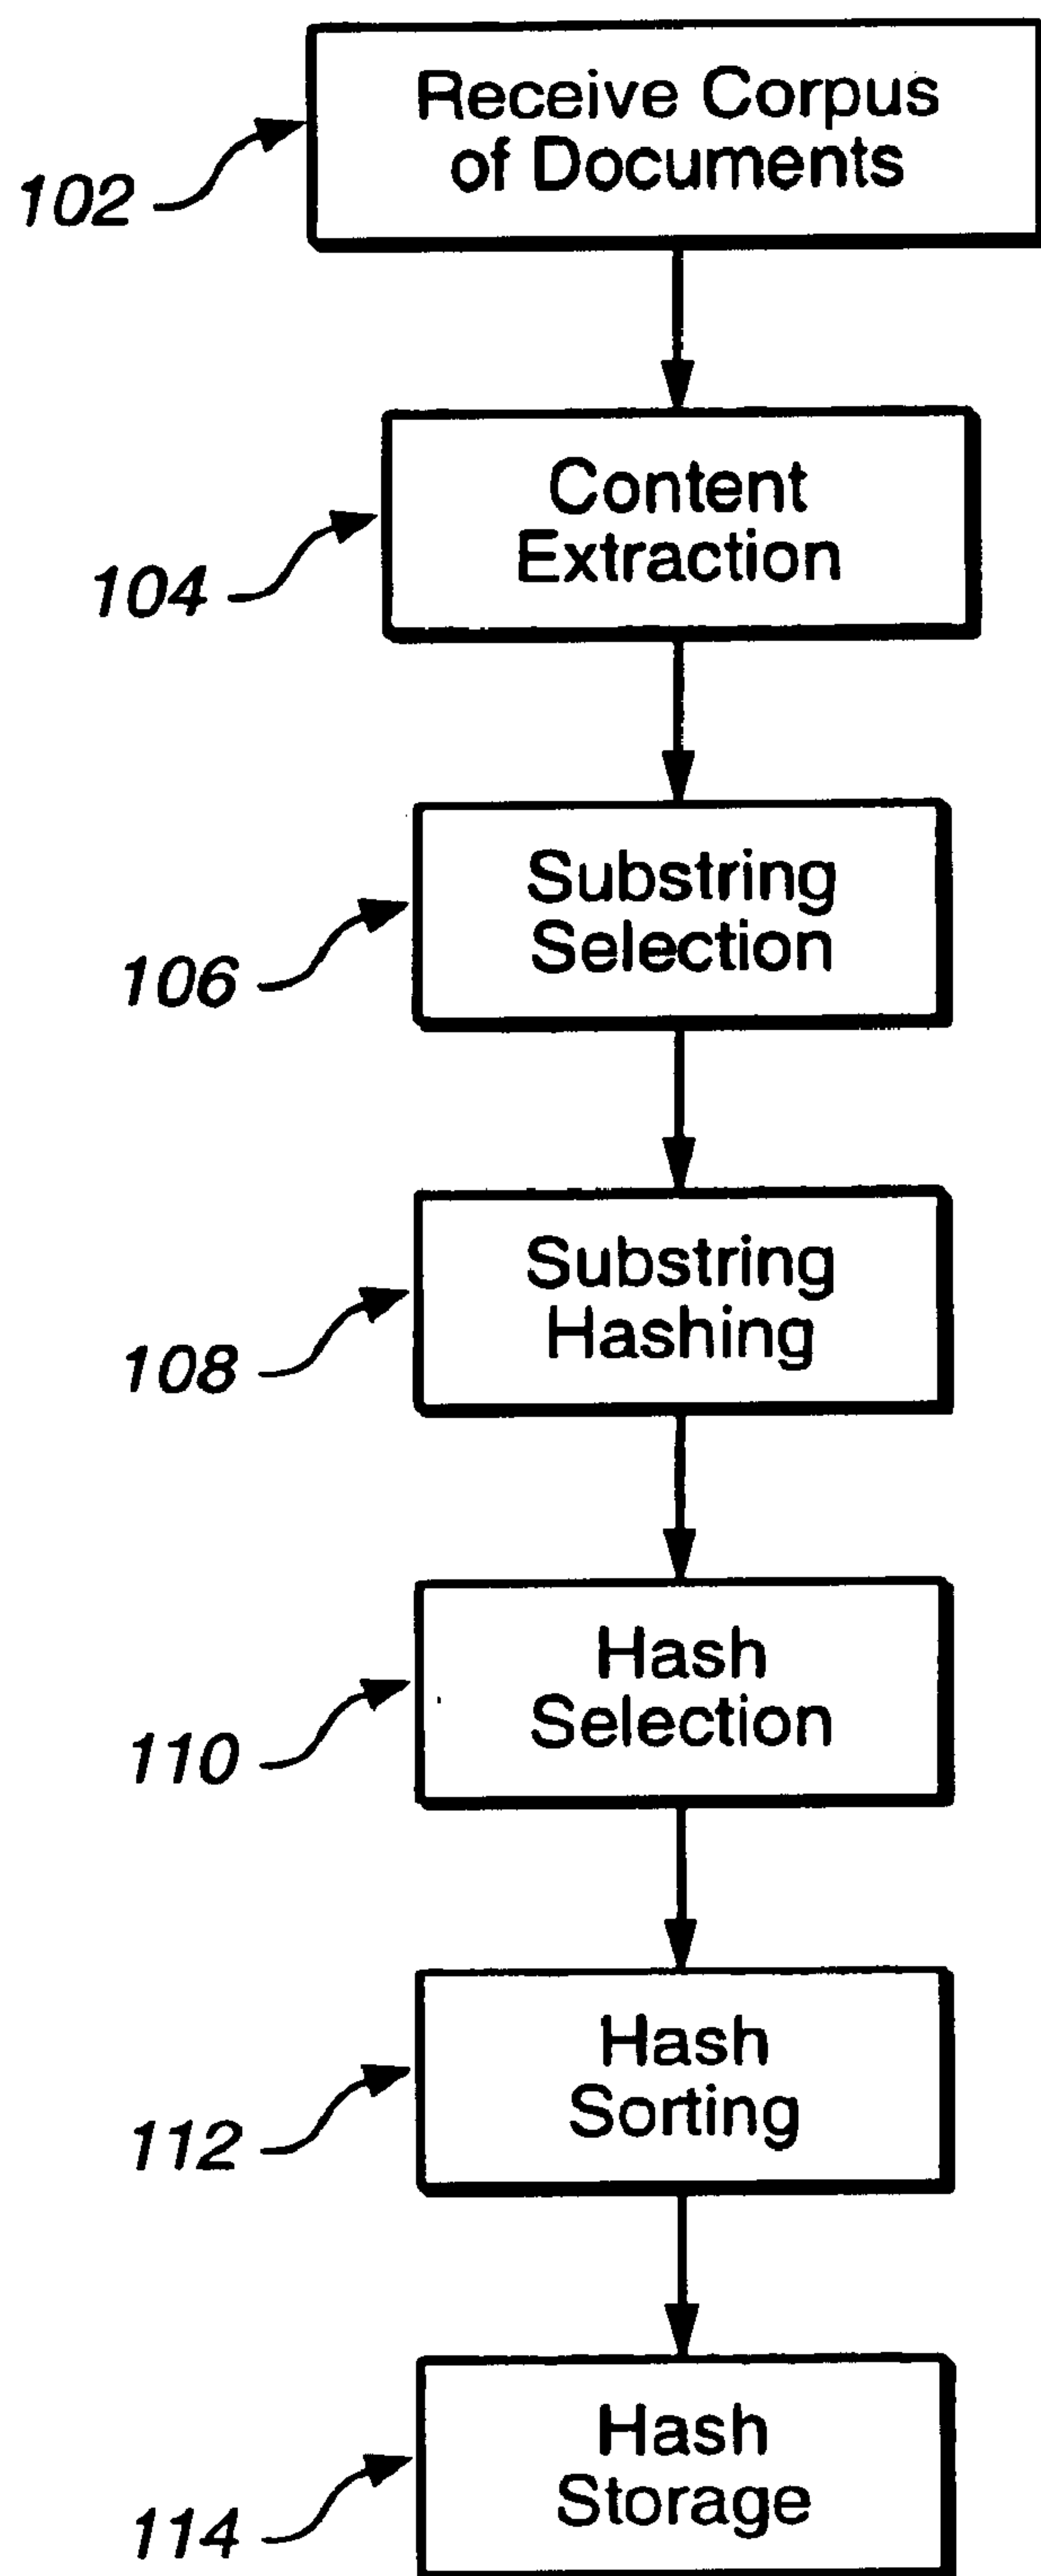 Receive Corpus
of Documents
102
Content
Extraction
104
Substring
Selection
106
Substring
Hashing
108
Hash
Selection
110
Hash
Sorting
112
Hash
Storage
114